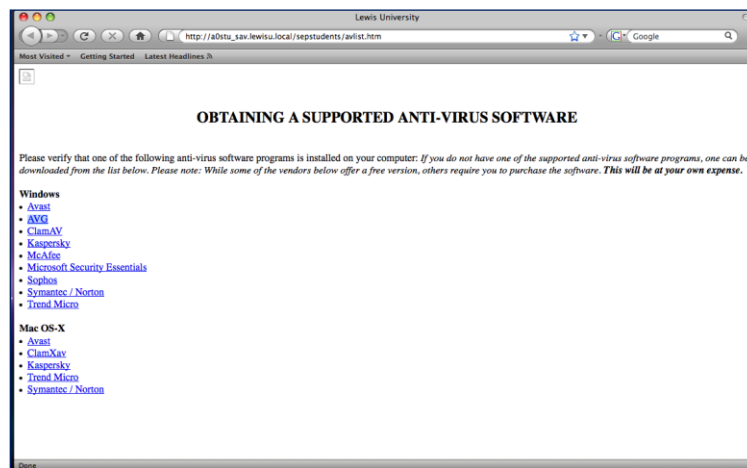 Lewis University
http://a0stu_sav.lewisu.local/sepstudents/avlist.htm
Google
Most Visited
Getting Started
Latest Headlines
OBTAINING A SUPPORTED ANTI-VIRUS SOFTWARE
Please verify that one of the following anti-virus software programs is installed on your computer: If you do not have one of the supported anti-virus software programs, one can be
downloaded from the list below. Please note: While some of the vendors below offer a free version, others require you to purchase the software. This will be at your own expense.
Windows
• Avast
• AVG
• ClamAV
• Kaspersky
• McAfee
• Microsoft Security Essentials
• Sophos
• Symantec / Norton
• Trend Micro
Mac OS-X
• Avast
• ClamXav
• Kaspersky
• Trend Micro
• Symantec / Norton
Done